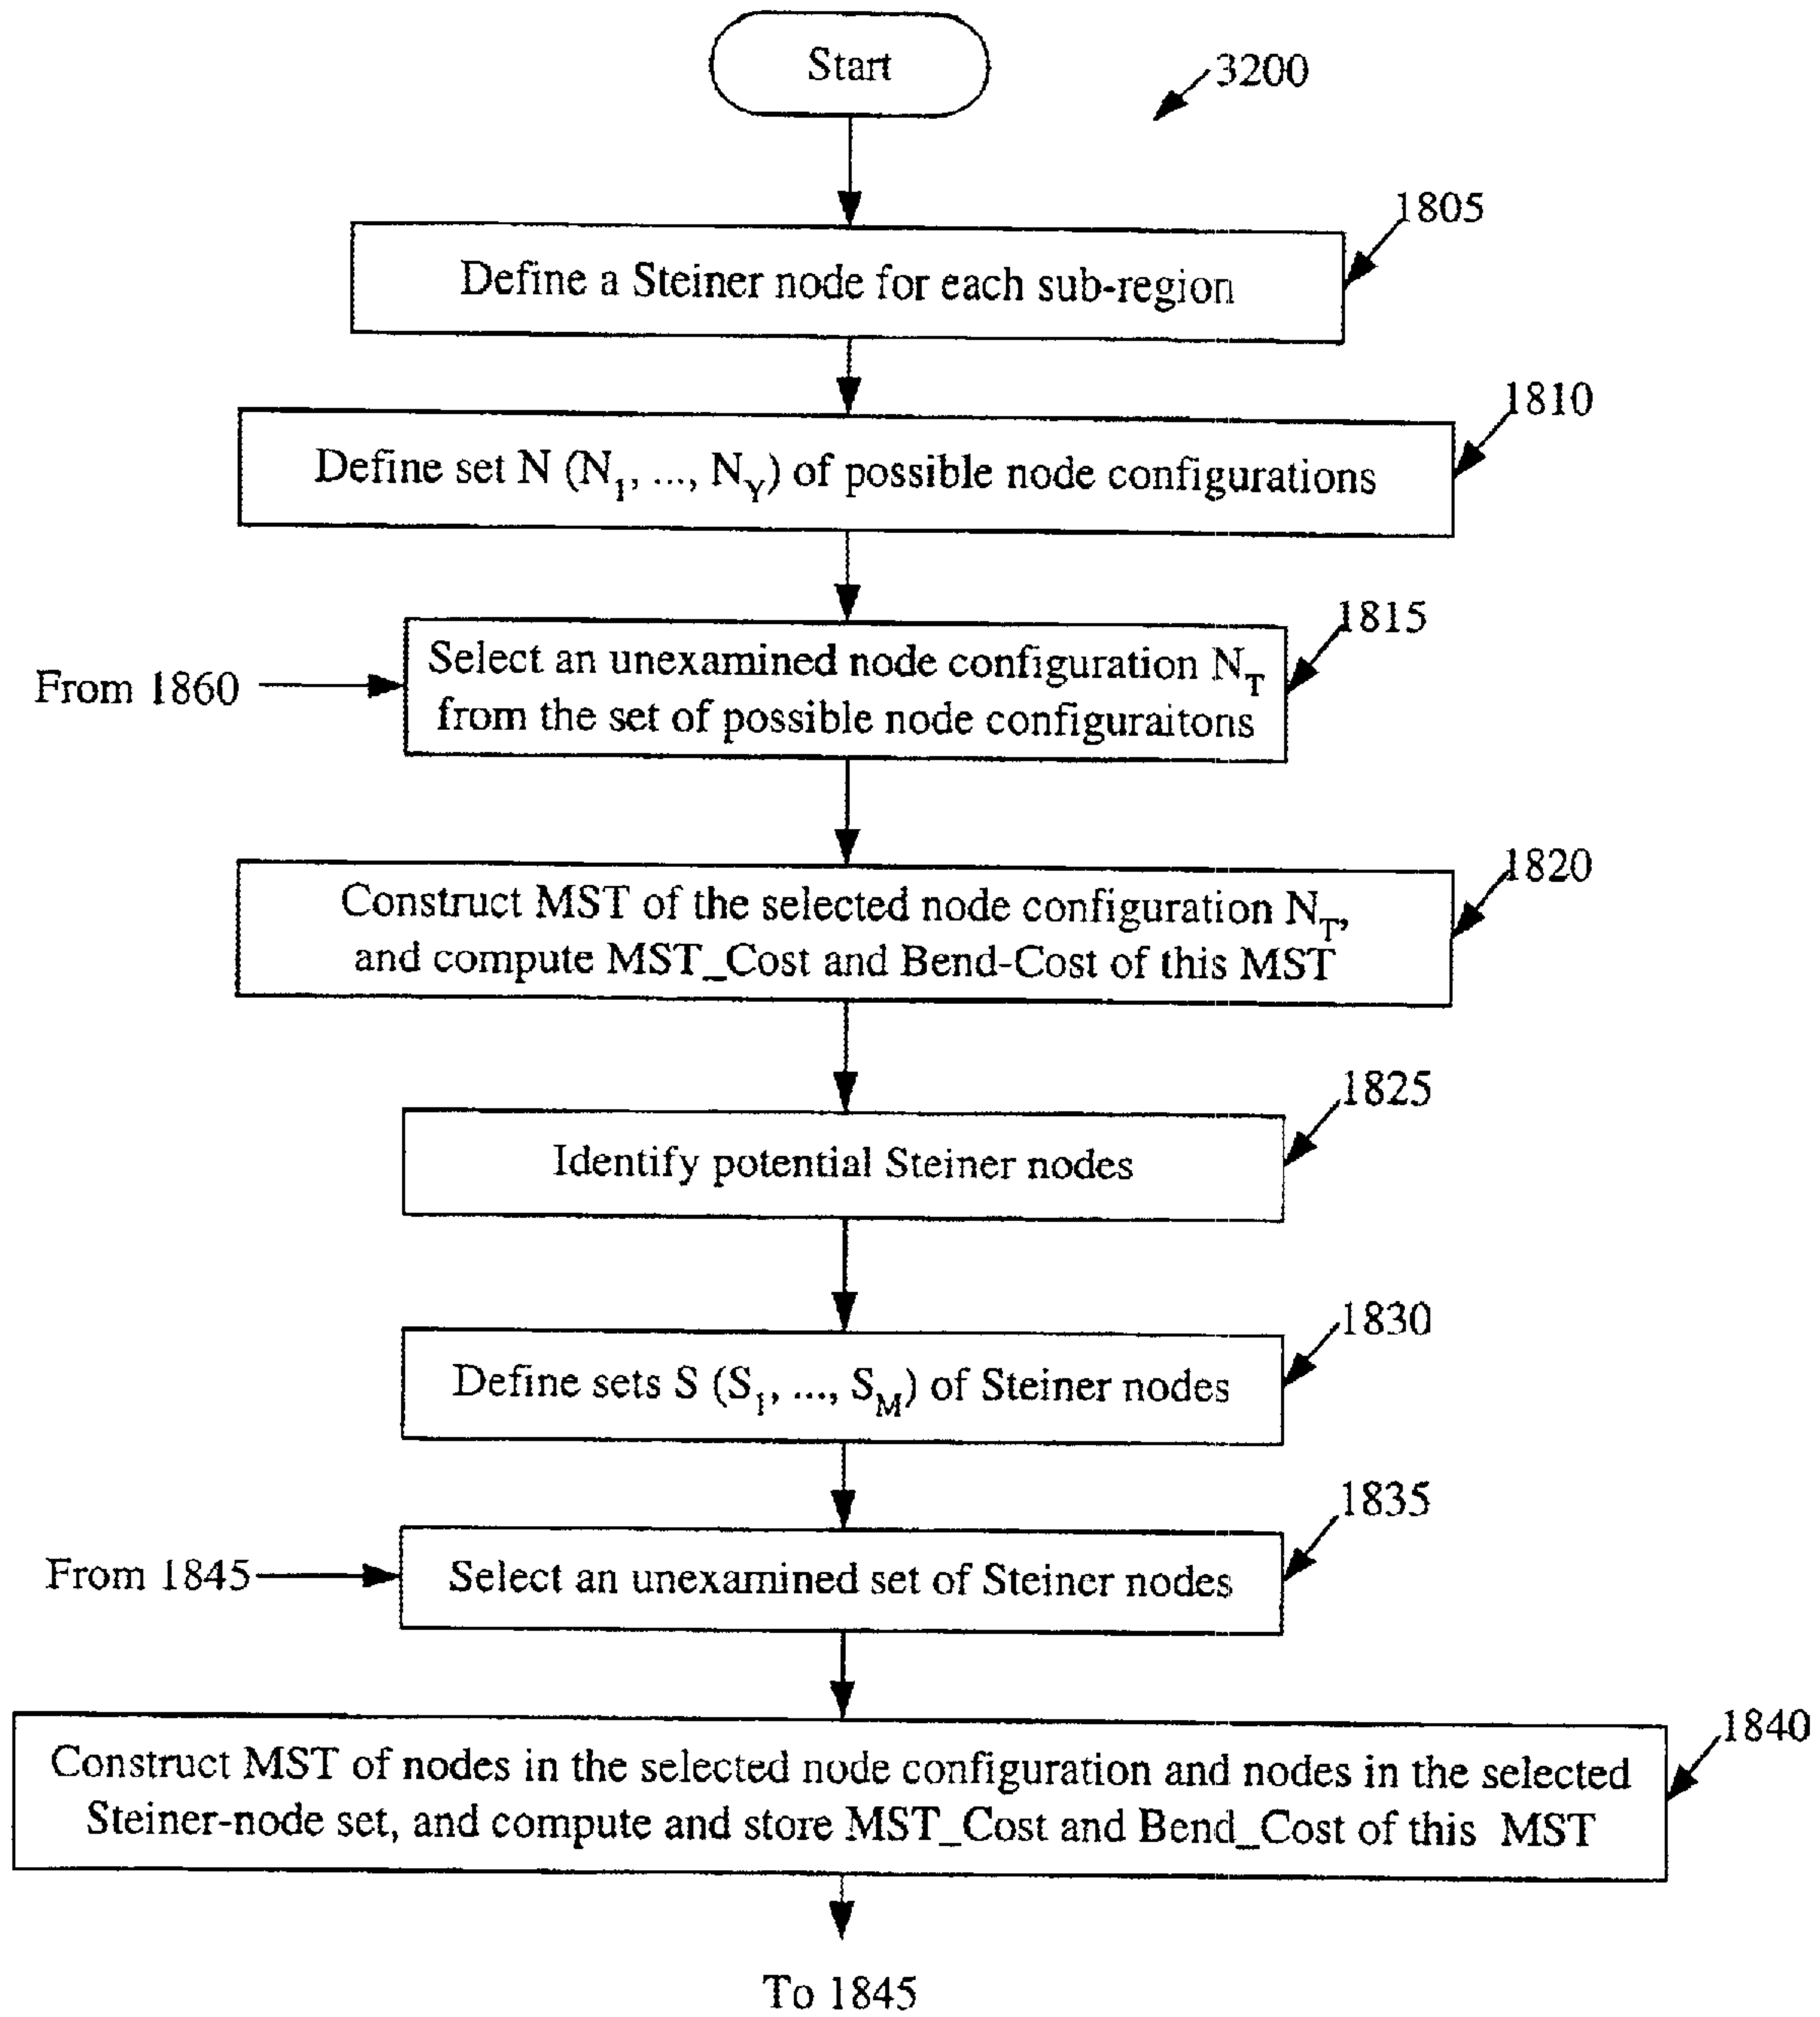 Start
3200
1805
Define a Steiner node for each sub-region
1810
Define set N (N₁, ..., N_Y) of possible node configurations
1815
Select an unexamined node configuration N_T
From 1860
from the set of possible node configuraitons
1820
Construct MST of the selected node configuration N_T,
and compute MST_Cost and Bend-Cost of this MST
1825
Identify potential Steiner nodes
1830
Define sets S (S₁, ..., S_M) of Steiner nodes
1835
From 1845
Select an unexamined set of Steiner nodes
1840
Construct MST of nodes in the selected node configuration and nodes in the selected
Steiner-node set, and compute and store MST_Cost and Bend_Cost of this MST
To 1845